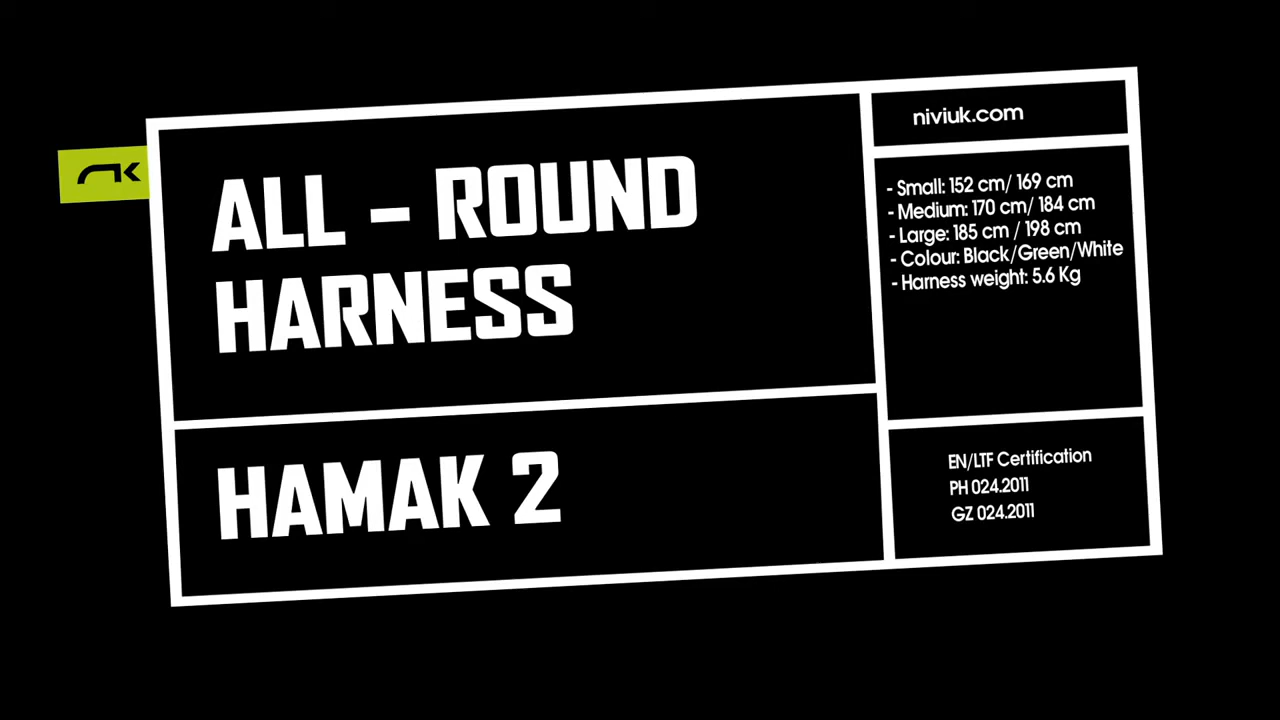 ALL - ROUND
HARNESS
HAMAK 2
niviuk.com
- Small: 152 cm/ 169 cm
- Medium: 170 cm/ 184 cm
- Large: 185 cm / 198 cm
- Colour: Black/Green/White
- Harness weight: 5.6 Kg
EN/LTF Certification
PH 024.2011
GZ 024.2011